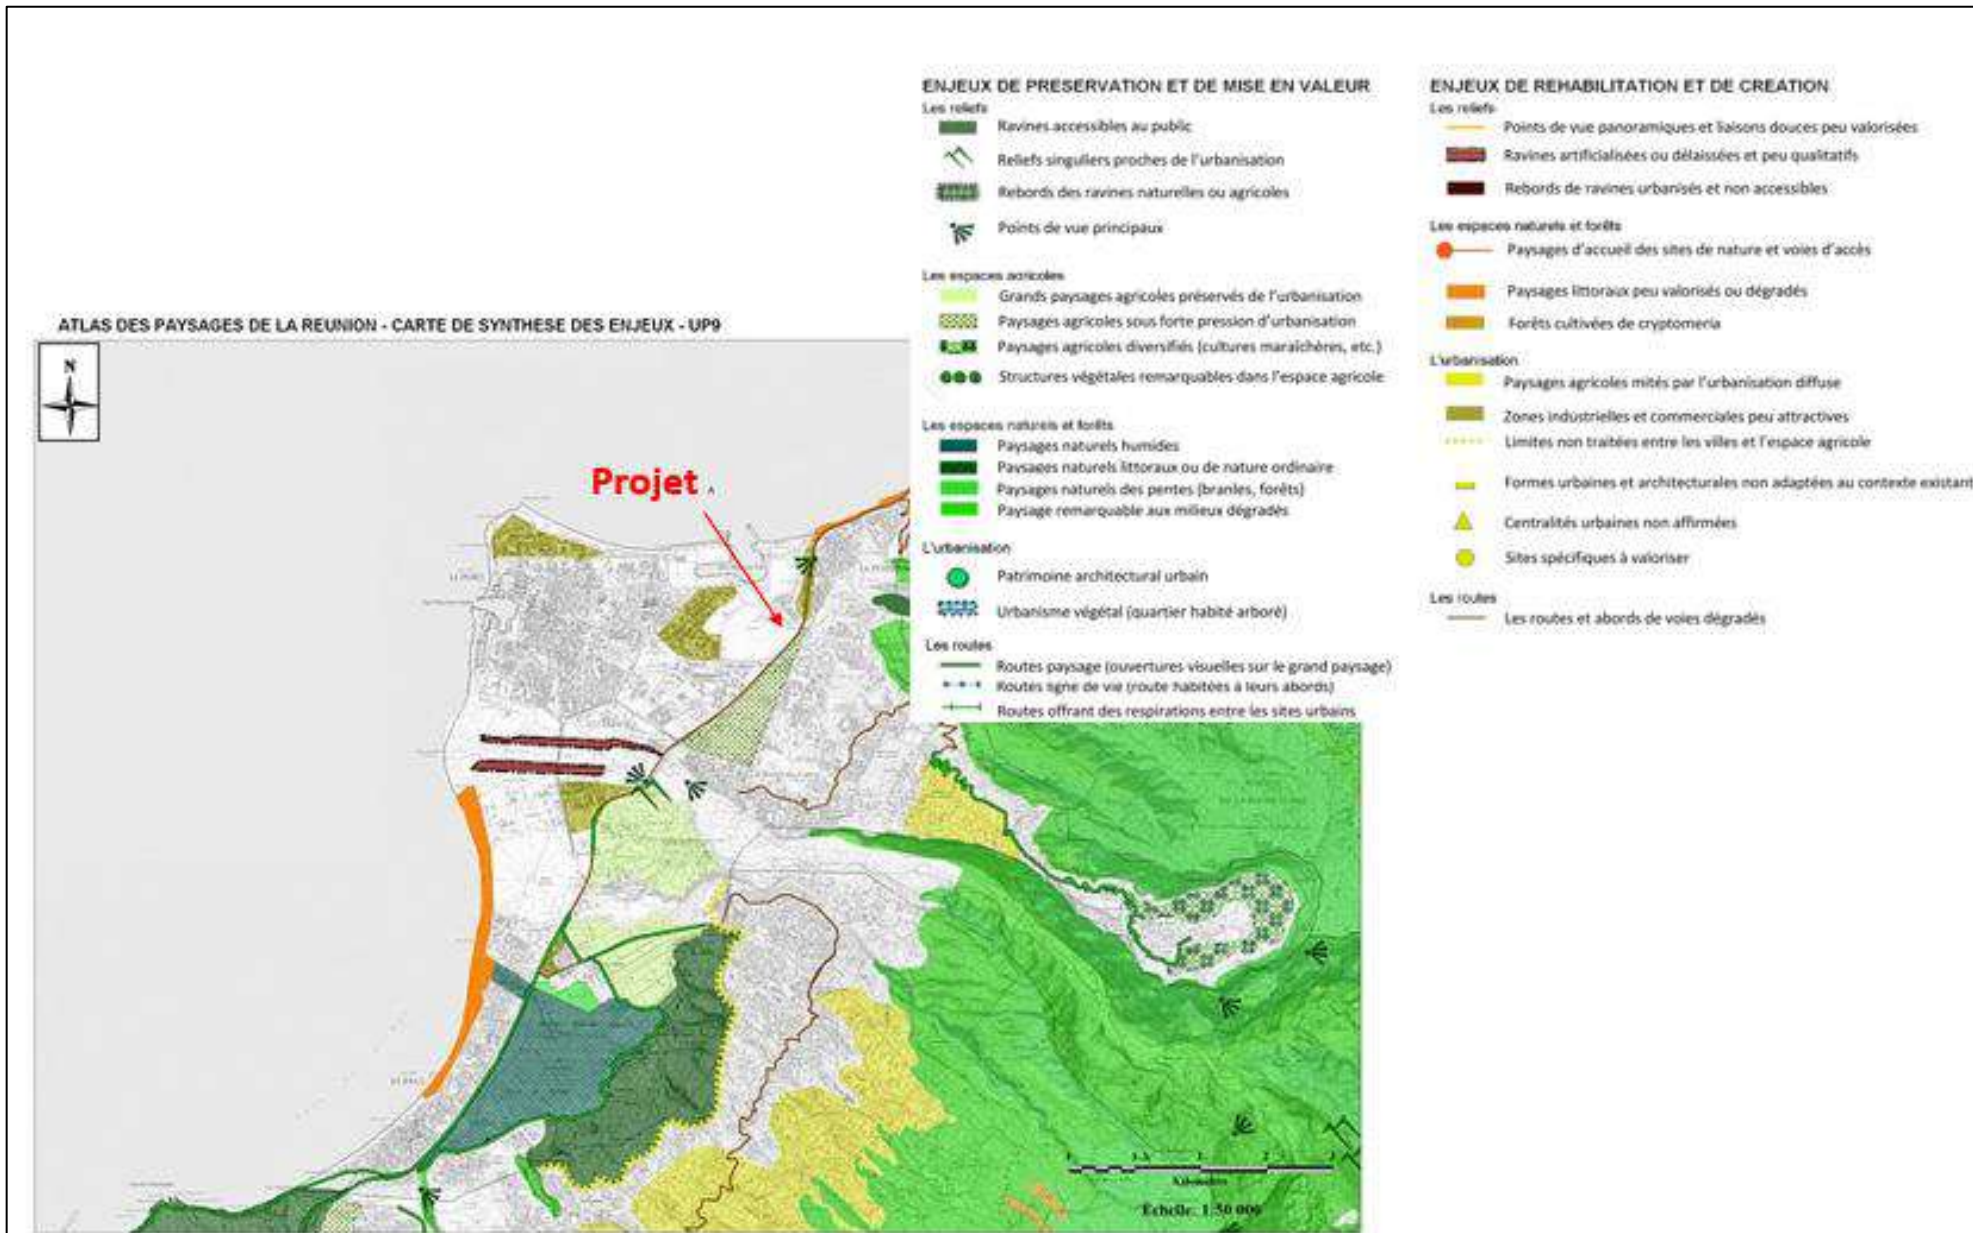 ENJEUX DE PRESERVATION ET DE MISE EN VALEUR
Les reliefs
Ravines accessibles au public
Reliefs singuliers proches de l'urbanisation
Rebords des ravines naturelles ou agricoles
Points de vue principaux
Les espaces agricoles
Grands paysages agricoles préservés de l'urbanisation
Paysages agricoles sous forte pression d'urbanisation
Paysages agricoles diversifiés (cultures maraîchères, etc.)
Structures végétales remarquables dans l'espace agricole
Les espaces naturels et forêts
Paysages naturels humides
Paysages naturels littoraux ou de nature ordinaire
Paysages naturels des pentes (branles, forêts)
Paysage remarquable aux milieux dégradés
L'urbanisation
Patrimoine architectural urbain
Urbanisme végétal (quartier habité arboré)
Les routes
Routes paysage (ouvertures visuelles sur le grand paysage)
Routes ligne de vie (route habitées à leurs abords)
Routes offrant des respirations entre les sites urbains
ENJEUX DE REHABILITATION ET DE CREATION
Les reliefs
Points de vue panoramiques et liaisons douces peu valorisées
Ravines artificialisées ou délaissées et peu qualitatifs
Rebords de ravines urbanisés et non accessibles
Les espaces naturels et forêts
Paysages d'accueil des sites de nature et voies d'accès
Paysages littoraux peu valorisés ou dégradés
Forêts cultivées de cryptomeria
L'urbanisation
Paysages agricoles mités par l'urbanisation diffuse
Zones industrielles et commerciales peu attractives
Limites non traitées entre les villes et l'espace agricole
Formes urbaines et architecturales non adaptées au contexte existant
Centralités urbaines non affirmées
Sites spécifiques à valoriser
Les routes
Les routes et abords de voies dégradés
ATLAS DES PAYSAGES DE LA REUNION - CARTE DE SYNTHESE DES ENJEUX - UP9
N
Projet
Kilomètres
Échelle: 1:50 000